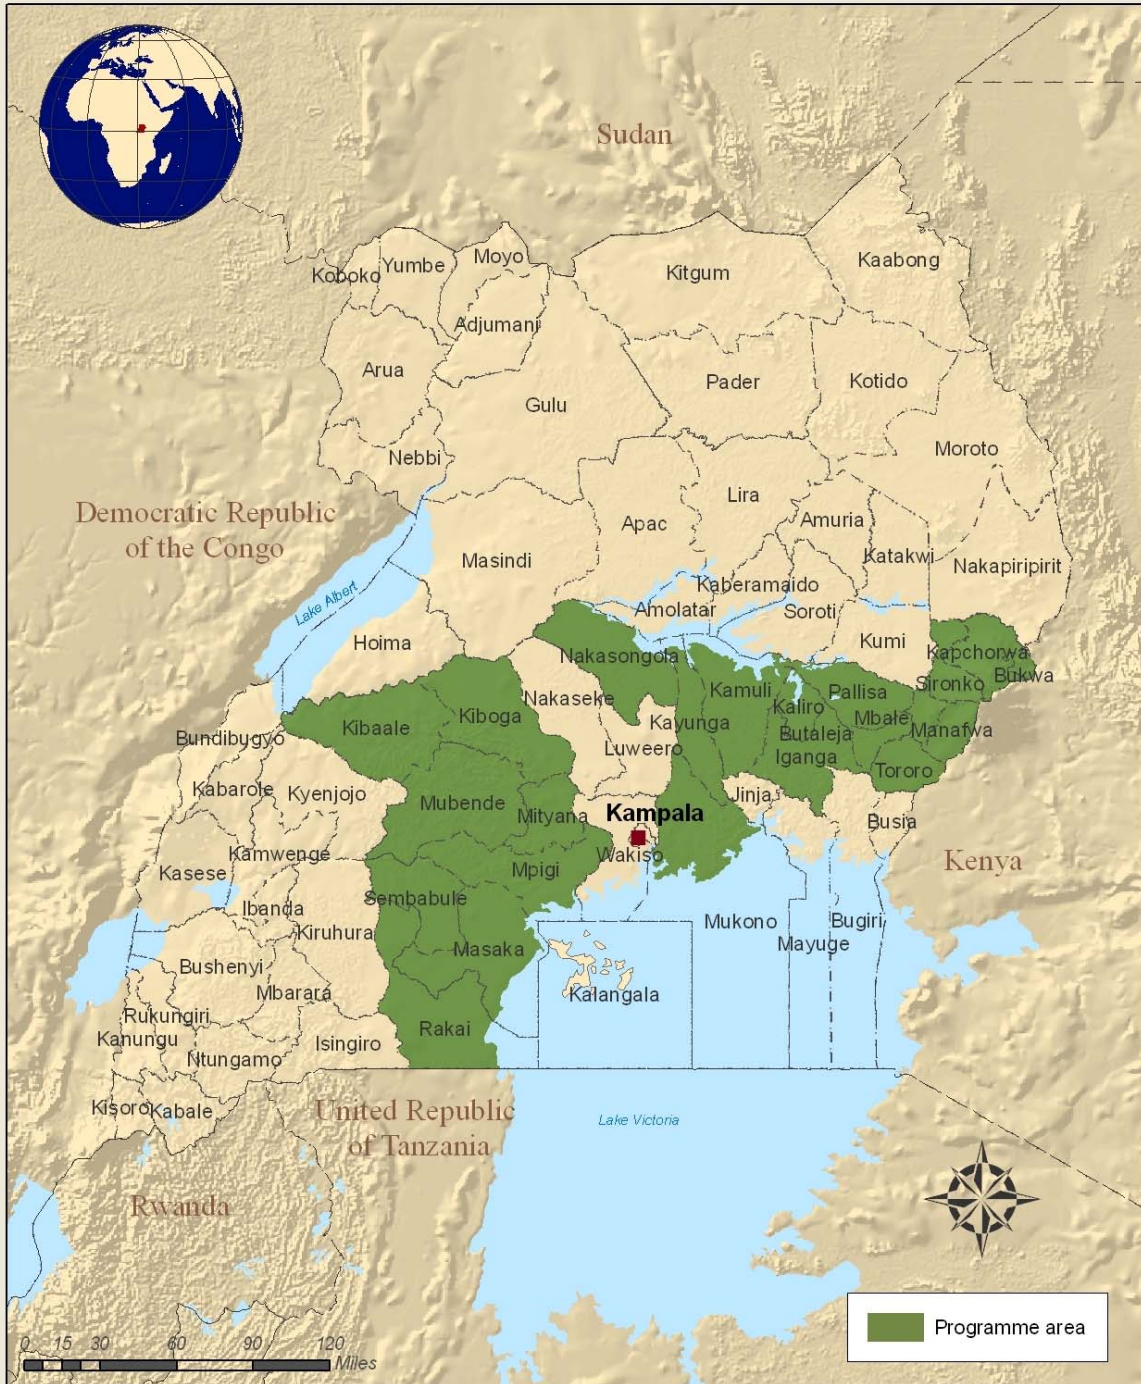 Sudan
Kaabong
Moyo
Yumbe
Koboko
Kitgum
Adjumani
Arua
Pader
Kotido
Gulu
Moroto
Nebbi
Democratic Republic
of the Congo
Lira
Apac
Amuria
Katakwi
Masindi
Nakapiripirit
Kaberamaido
Lake Albert
Amolatar
Soroti
Hoima
Kumi
Kapchorwa
Nakasongola
Bukwa
Sironko
Kamuli
Pallisa
Nakaseke
Kaliro
Kiboga
Mbale
Kibaale
Kayunga
Butaleja
Manafwa
Bundibugyo
Luweero
Iganga
Tororo
Kabarole
Kyenjojo
Mubende
Jinja
Mityana
Kampala
Busia
Kamwenge
Wakiso
Kenya
Kasese
Mpigi
Sembabule
Ibanda
Kiruhura
Mukono
Bugiri
Masaka
Mayuge
Bushenyi
Mbarara
Kalangala
Rukungiri
Rakai
Kanungu
Isingiro
Ntungamo
Kisoro
Kabale
United Republic
of Tanzania
Lake Victoria
Rwanda
Programme area
0 15 30 60 90 120
Miles